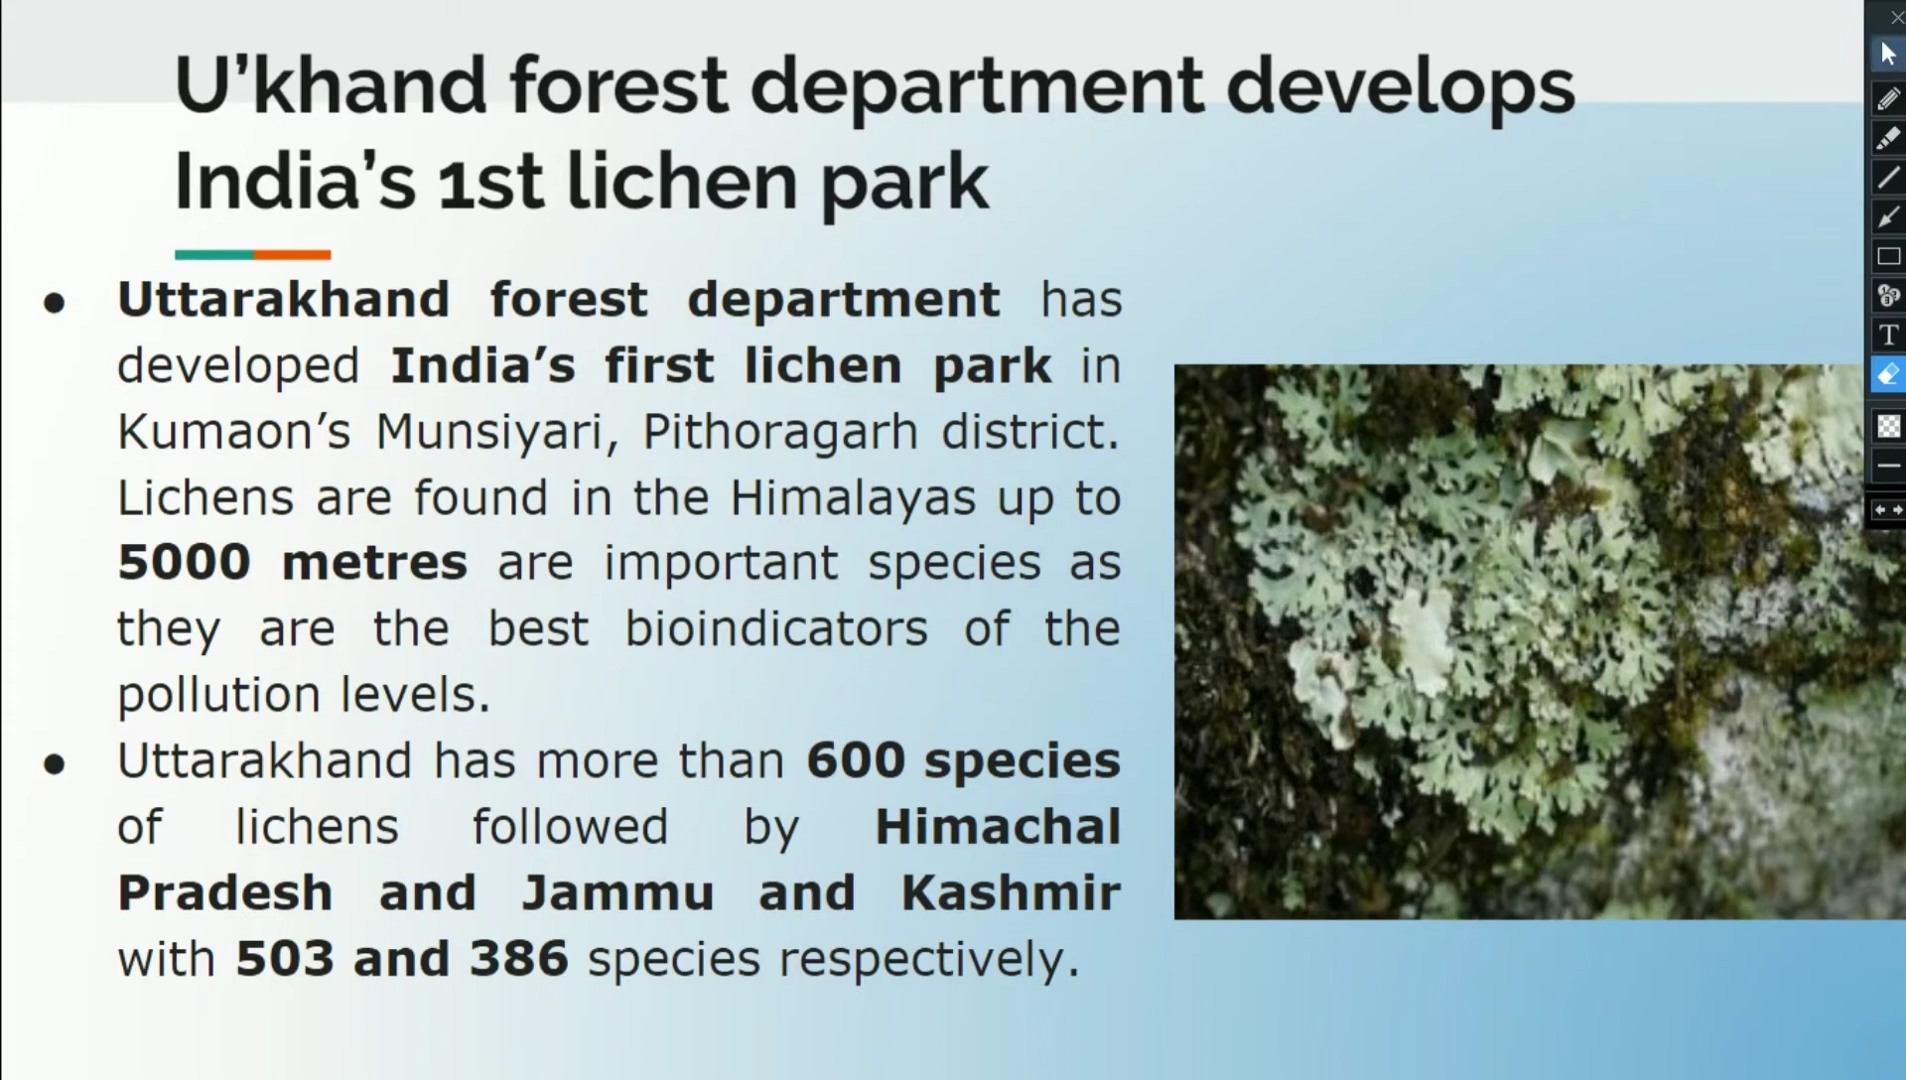 U’khand forest department develops
India’s 1st lichen park
● Uttarakhand forest department has
developed India’s first lichen park in
Kumaon’s Munsiyari, Pithoragarh district.
Lichens are found in the Himalayas up to
5000 metres are important species as
they are the best bioindicators of the
pollution levels.
● Uttarakhand has more than 600 species
of lichens followed by Himachal
Pradesh and Jammu and Kashmir
with 503 and 386 species respectively.